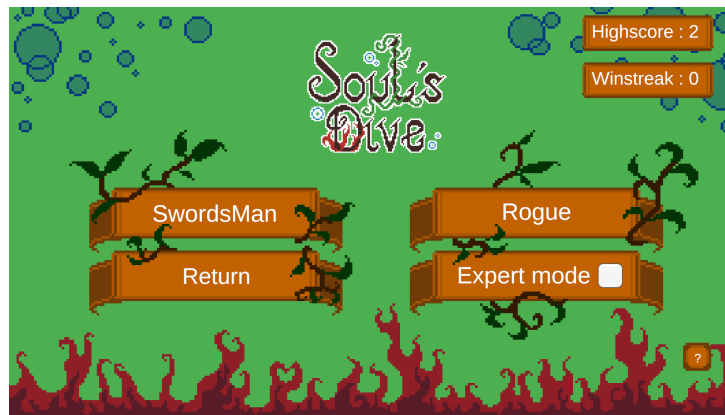 Soul's
Dive
Highscore : 2
Winstreak : 0
SwordsMan
Rogue
Return
Expert mode
?